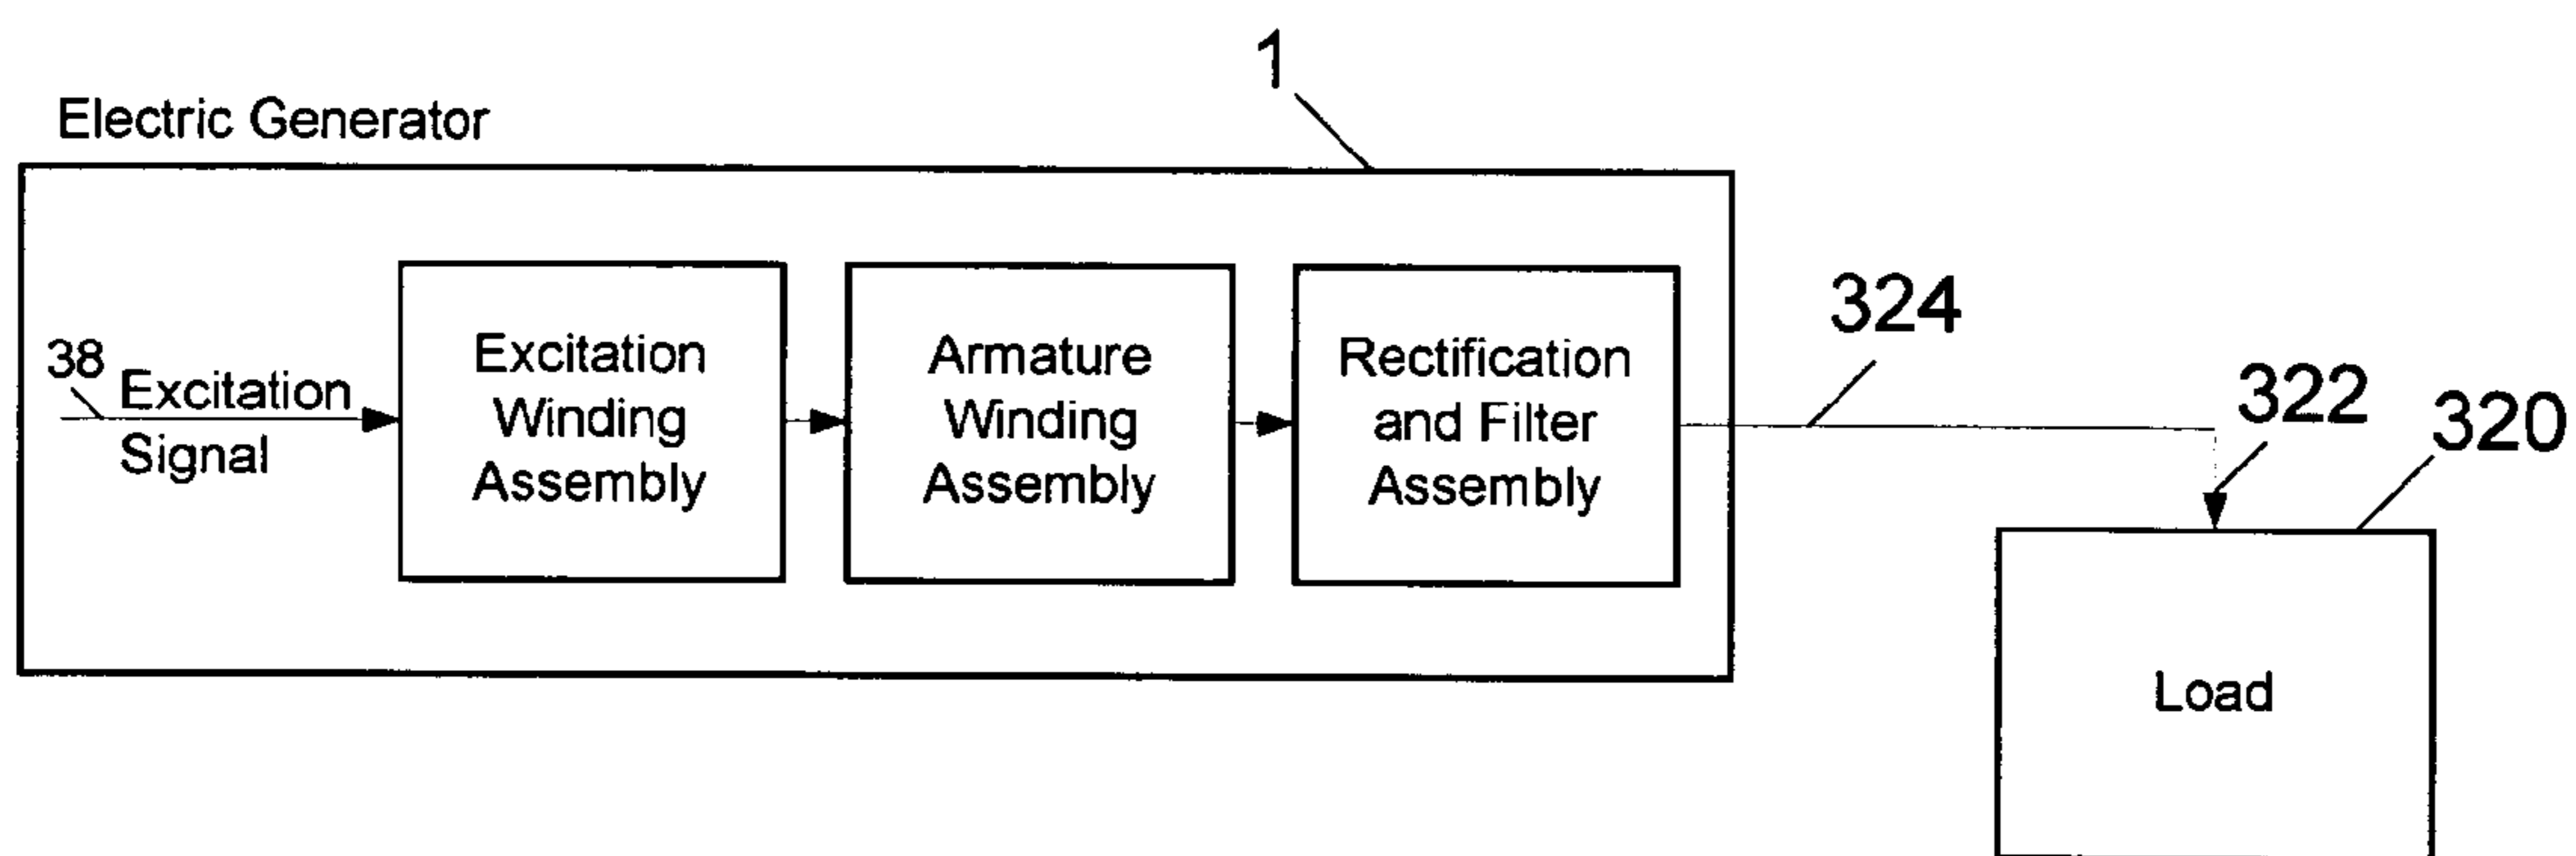 1
Electric Generator
38
Excitation
Signal
Excitation
Winding
Assembly
Armature
Winding
Assembly
Rectification
and Filter
Assembly
324
322
320
Load